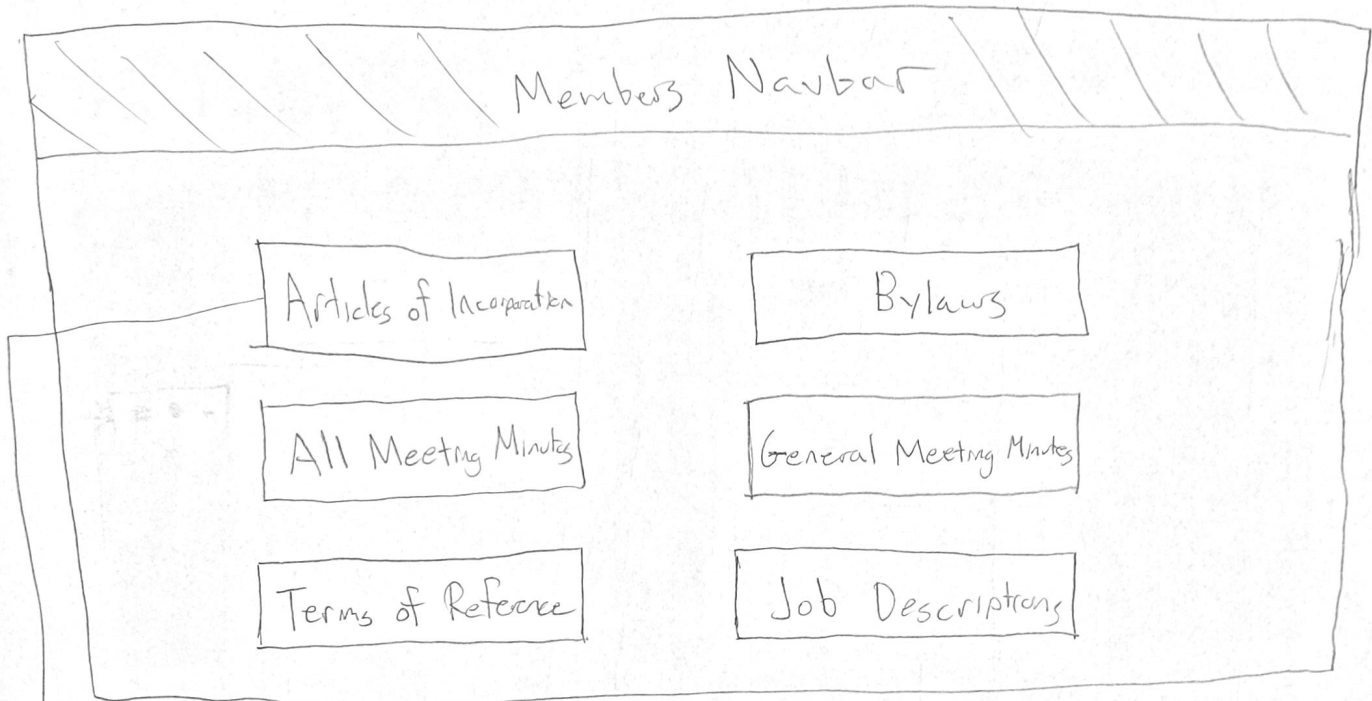 Members Navbar
Articles of Incorporation
Bylaws
All Meeting Minutes
General Meeting Minutes
Terms of Reference
Job Descriptions